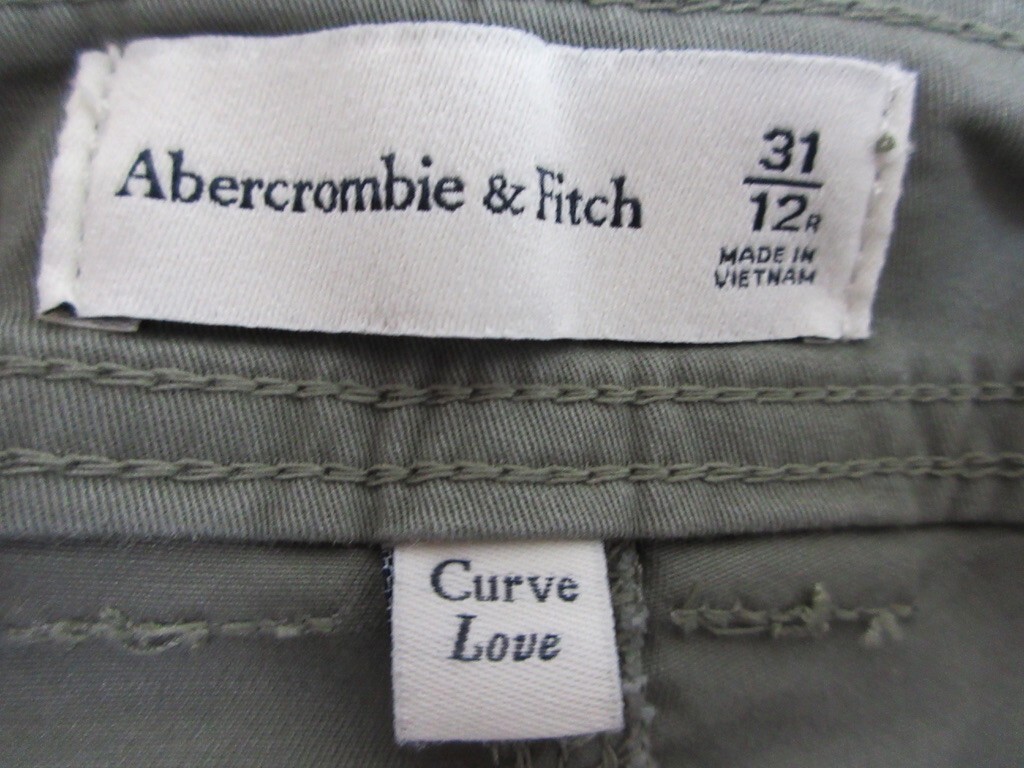 Abercrombie & Fitch
31
12R
MADE IN
VIETNAM
Curve
Love